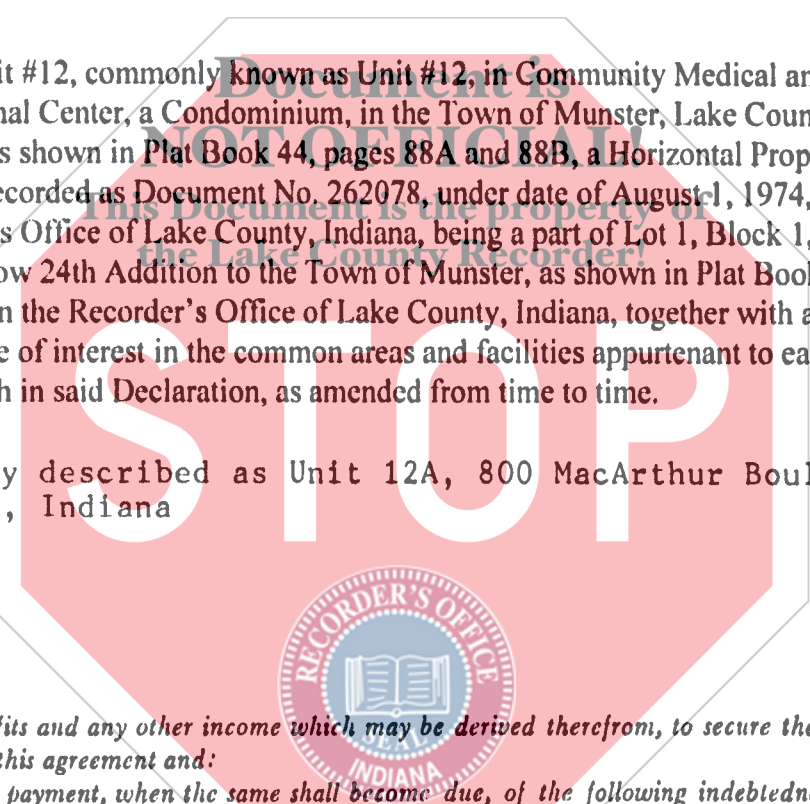 it #12, commonly known as Unit #12, in Community Medical an
nal Center, a Condominium, in the Town of Munster, Lake Coun
s shown in Plat Book 44, pages 88A and 88B, a Horizontal Prop
ecorded as Document No. 262078, under date of August 1, 1974,
s Office of Lake County, Indiana, being a part of Lot 1, Block 1,
ow 24th Addition to the Town of Munster, as shown in Plat Book
n the Recorder's Office of Lake County, Indiana, together with a
e of interest in the common areas and facilities appurtenant to ea
h in said Declaration, as amended from time to time.
y described as Unit 12A, 800 MacArthur Boul
, Indiana
fits and any other income which may be derived therefrom, to secure the
this agreement and:
payment, when the same shall become due, of the following indebtedn
Document is
NOT OFFICIAL!
This Document is the property of
the Lake County Recorder!
STOP
RECORDER'S OFFICE
SEAL
INDIANA